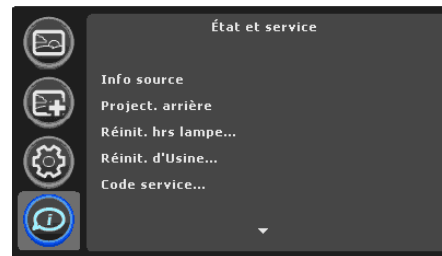 État et service
Info source
Project. arrière
Réinit. hrs lampe...
Réinit. d'Usine...
Code service...